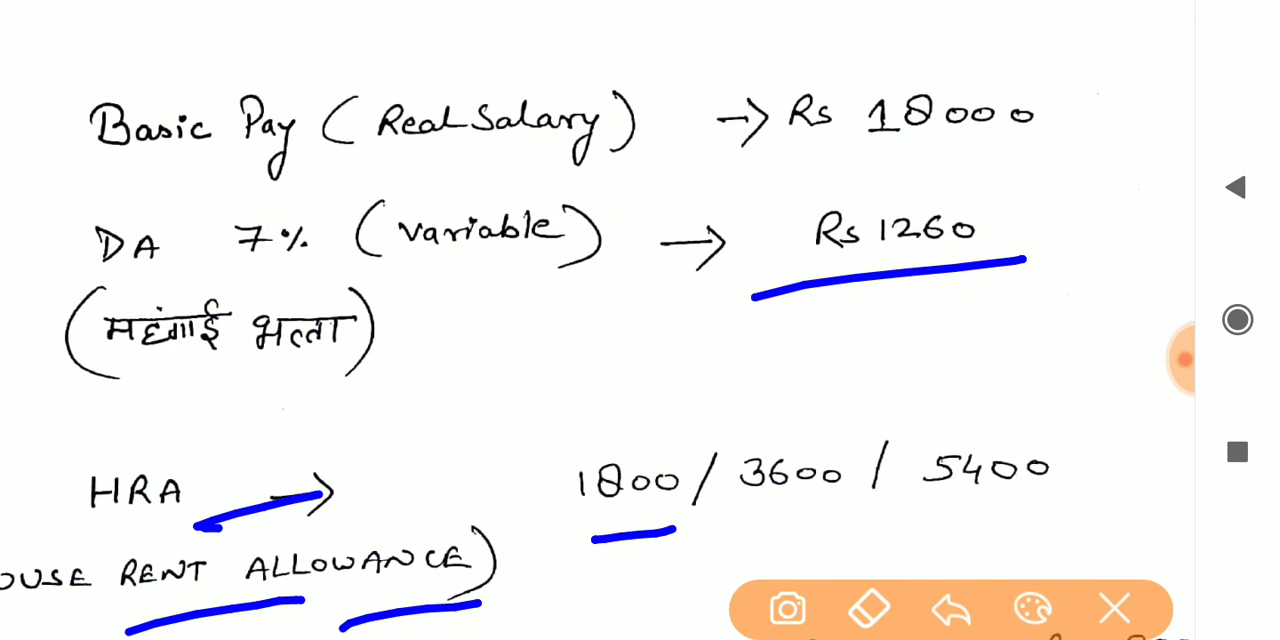 Basic Pay (Real Salary) → Rs 18000
DA 7% (variable) → Rs 1260
(महंगाई भत्ता)
HRA → 1800 / 3600 / 5400
OUSE RENT ALLOWANCE)